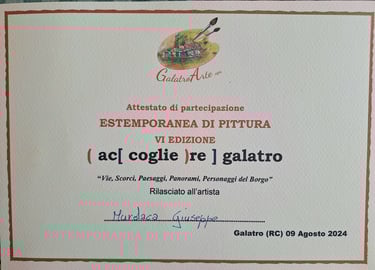 GalatroArte
Attestato di partecipazione
ESTEMPORANEA DI PITTURA
VI EDIZIONE
( ac[ coglie )re ] galatro
“Vie, Scorci, Paesaggi, Panorami, Personaggi del Borgo”
Rilasciato all’artista
Murdaca Giuseppe
Galatro (RC) 09 Agosto 2024